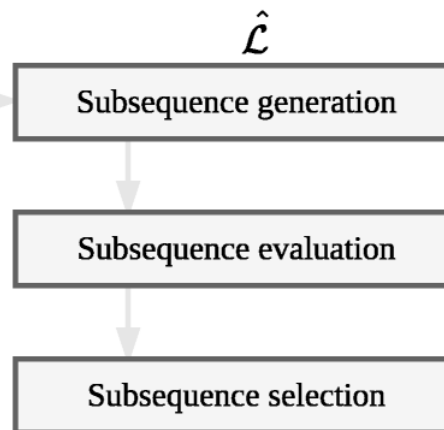 ℒ̂
Subsequence generation
Subsequence evaluation
Subsequence selection